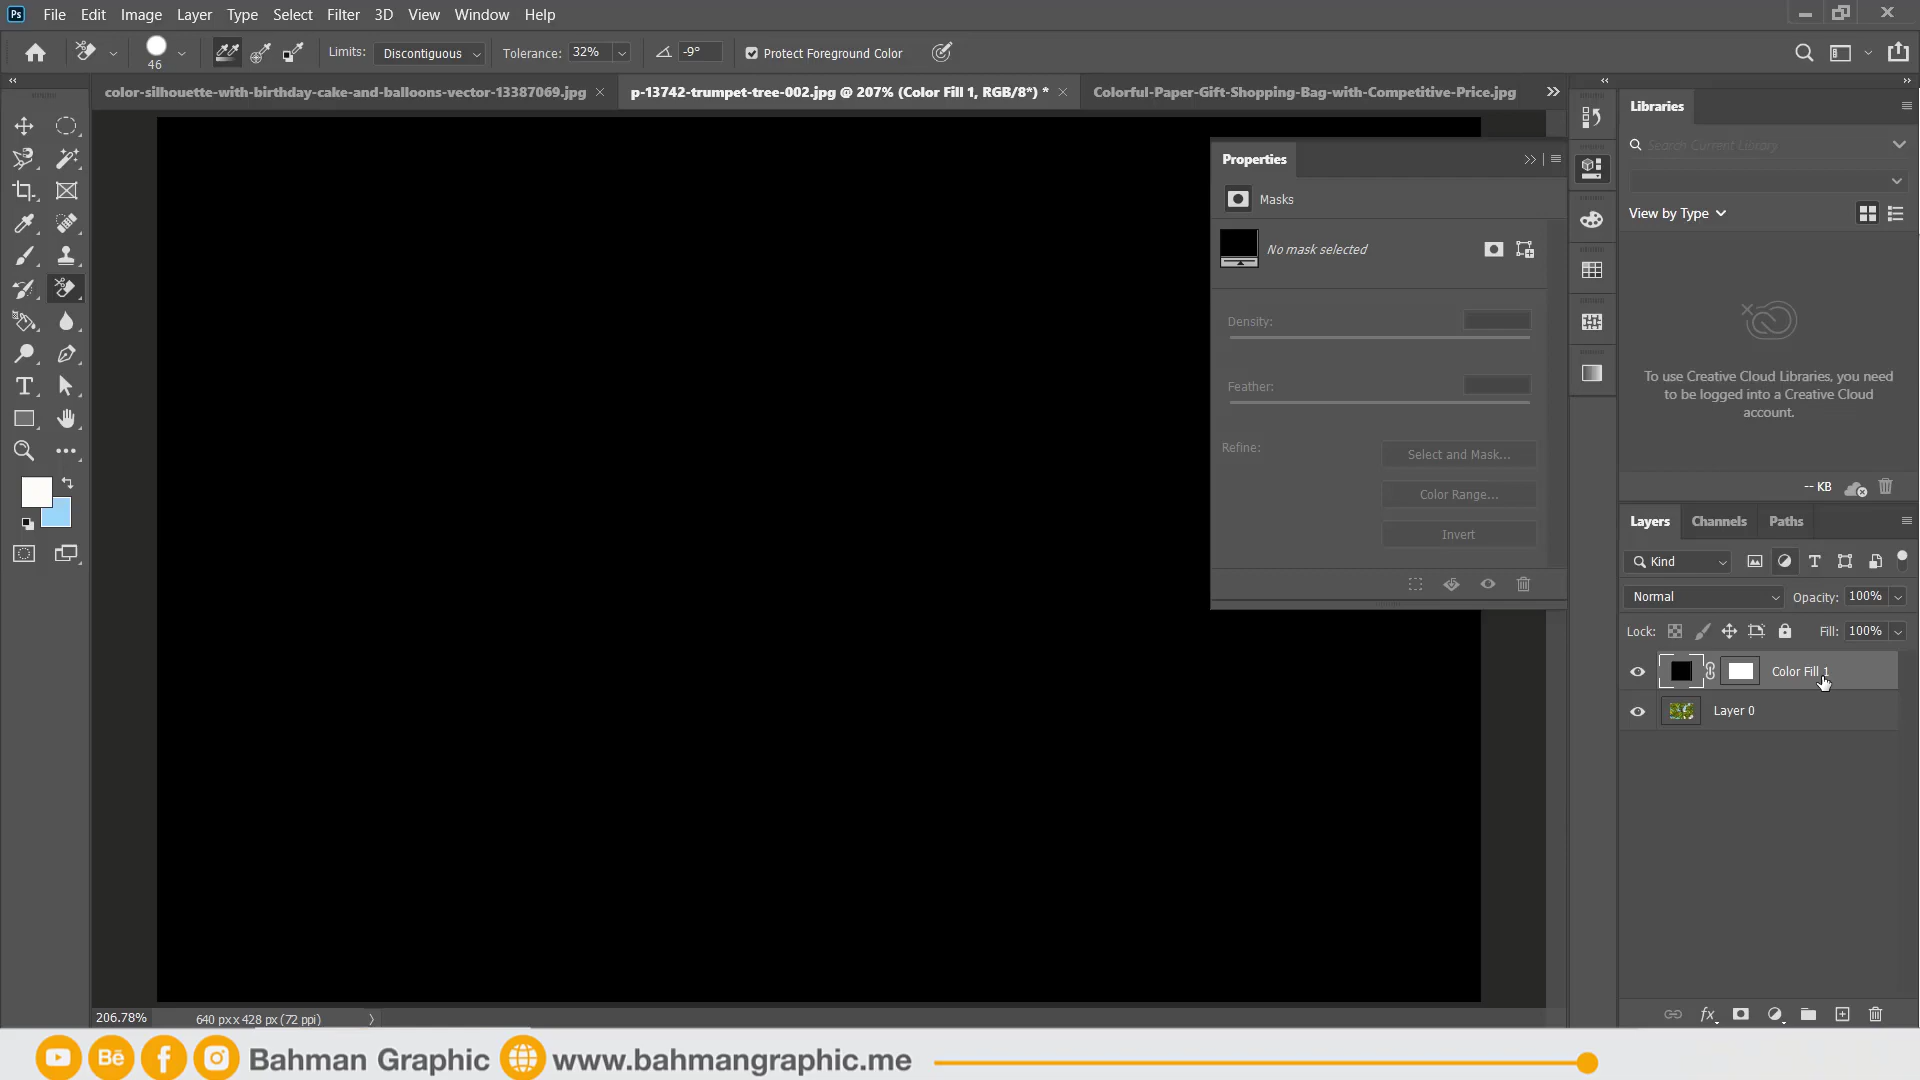 Ps File Edit Image Layer Type Select Filter 3D View Window Help
46 Limits: Discontiguous Tolerance: 32% -9° Protect Foreground Color
color-silhouette-with-birthday-cake-and-balloons-vector-13387069.jpg × p-13742-trumpet-tree-002.jpg @ 207% (Color Fill 1, RGB/8*) * × Colorful-Paper-Gift-Shopping-Bag-with-Competitive-Price.jpg
Properties
Masks
No mask selected
Density:
Feather:
Refine: Select and Mask...
Color Range...
Invert
Libraries
Search Current Library
View by Type
To use Creative Cloud Libraries, you need
to be logged into a Creative Cloud
account.
-- KB
Layers Channels Paths
Kind
Normal Opacity: 100%
Lock: Fill: 100%
Color Fill 1
Layer 0
fx
206.78% 640 px x 428 px (72 ppi)
Bē f Bahman Graphic www.bahmangraphic.me